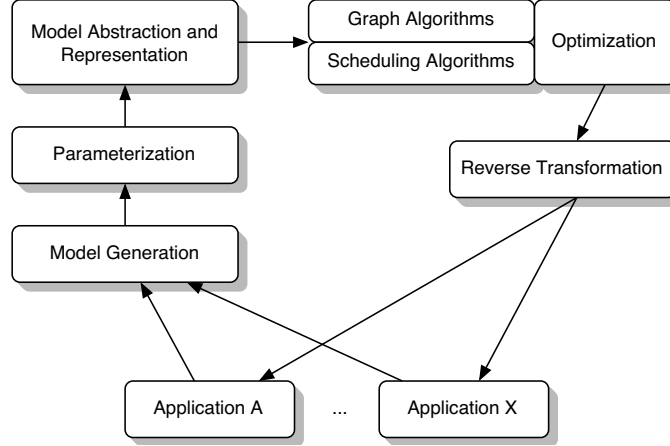 Model Abstraction and
Representation
Graph Algorithms
Scheduling Algorithms
Optimization
Parameterization
Reverse Transformation
Model Generation
Application A
...
Application X